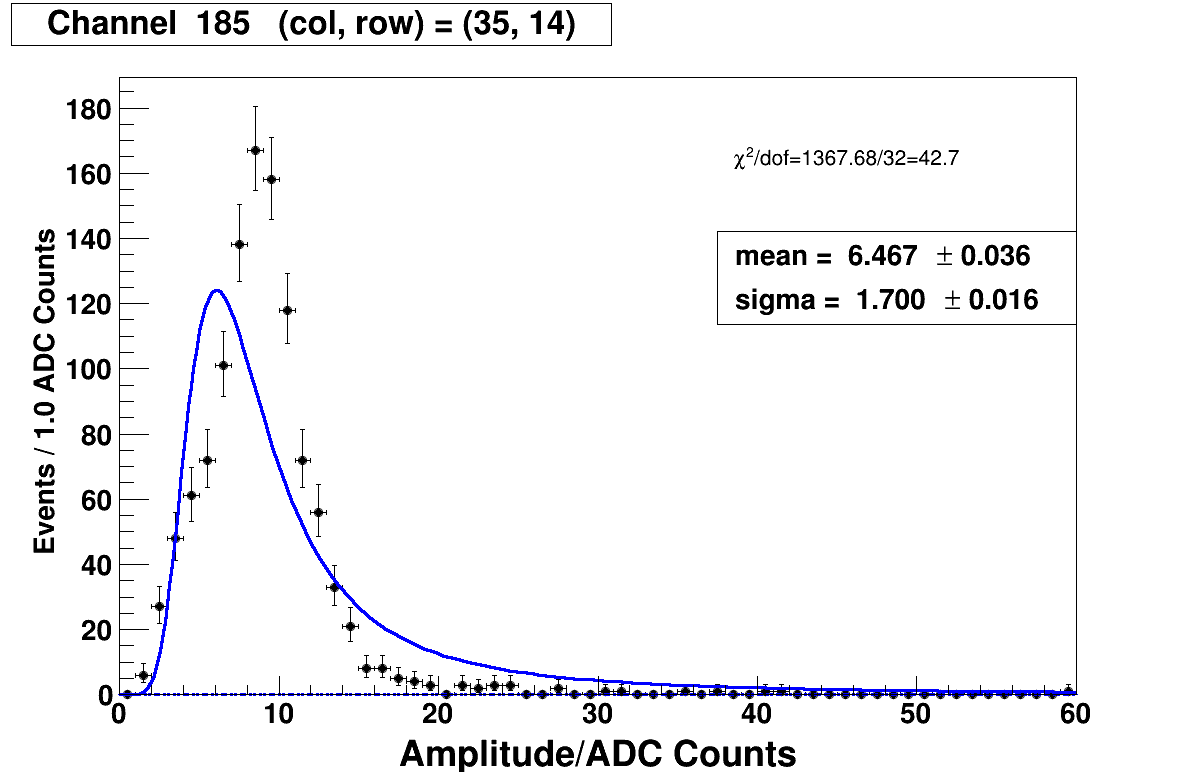 Channel 185 (col, row) = (35, 14)
χ²/dof=1367.68/32=42.7
mean = 6.467 ± 0.036
sigma = 1.700 ± 0.016
Events / 1.0 ADC Counts
180
160
140
120
100
80
60
40
20
0
0 10 20 30 40 50 60
Amplitude/ADC Counts